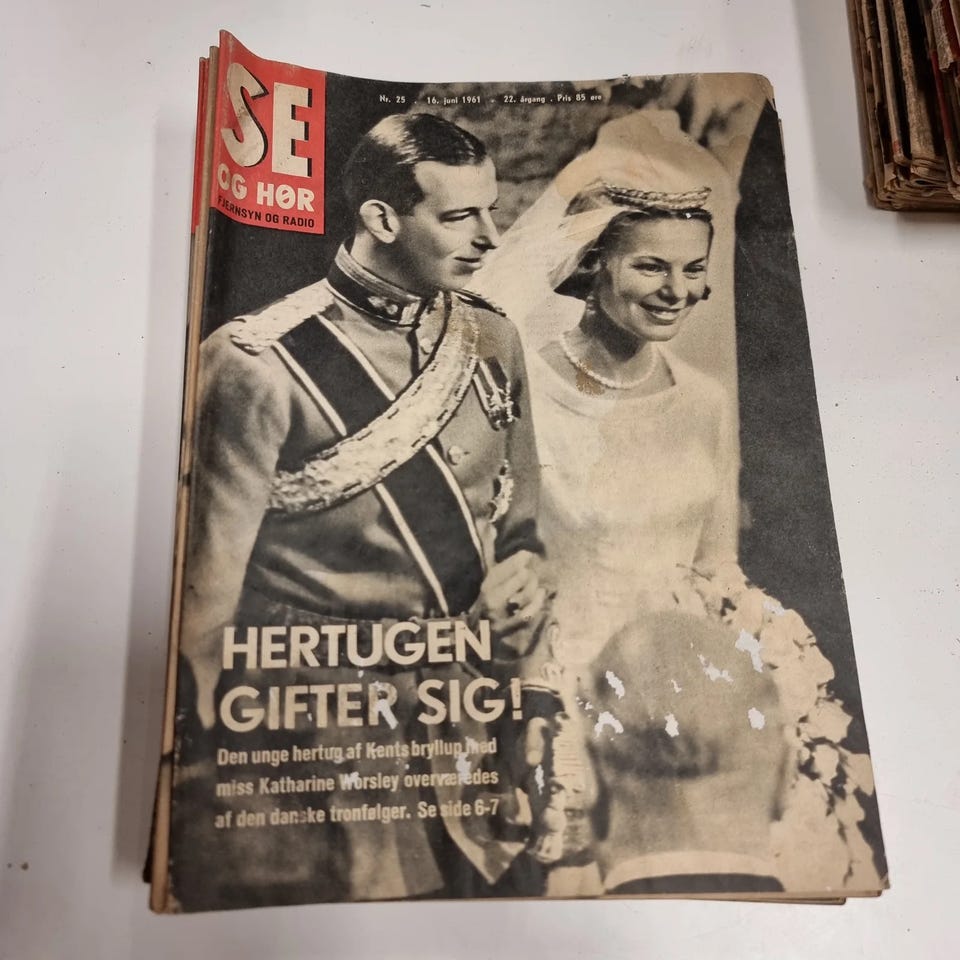 SE
OG HØR
FJERNSYN OG RADIO
Nr. 25 . 16. juni 1961 . 22. årgang . Pris 85 øre
HERTUGEN
GIFTER SIG!
Den unge hertug af Kents bryllup med
miss Katharine Worsley overværedes
af den danske tronfølger. Se side 6-7